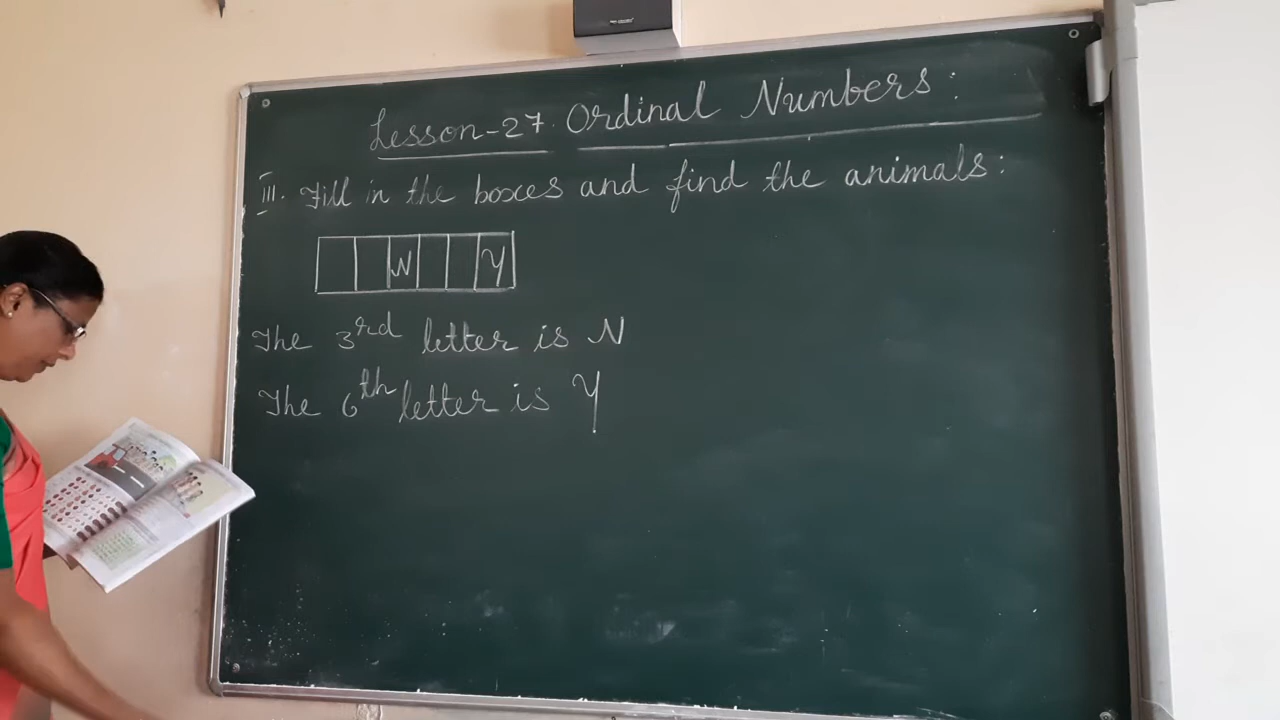 Lesson-27. Ordinal Numbers:
III. Fill in the boxes and find the animals:
N Y
The 3rd letter is N
The 6th letter is Y